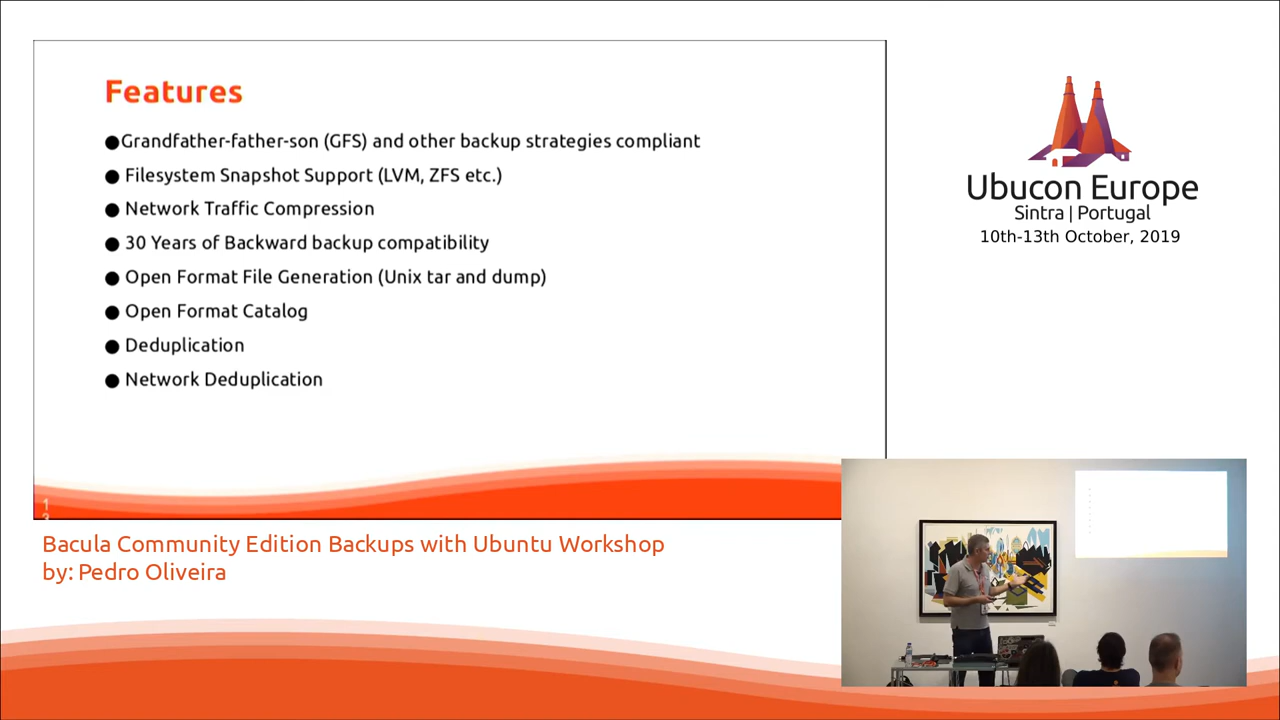 Features
●Grandfather-father-son (GFS) and other backup strategies compliant
● Filesystem Snapshot Support (LVM, ZFS etc.)
● Network Traffic Compression
● 30 Years of Backward backup compatibility
● Open Format File Generation (Unix tar and dump)
● Open Format Catalog
● Deduplication
● Network Deduplication
1
3
Bacula Community Edition Backups with Ubuntu Workshop
by: Pedro Oliveira
Ubucon Europe
Sintra | Portugal
10th-13th October, 2019